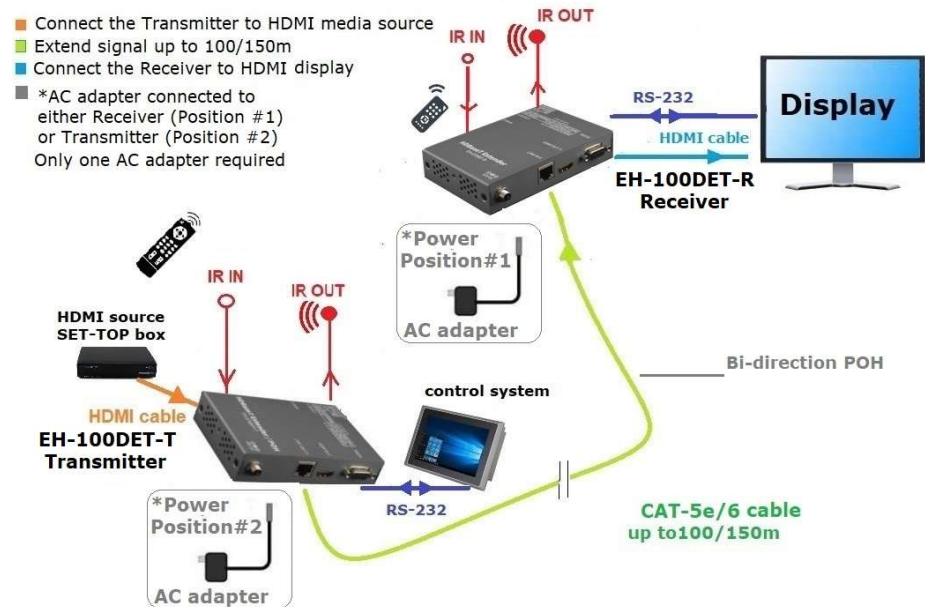 Connect the Transmitter to HDMI media source
Extend signal up to 100/150m
Connect the Receiver to HDMI display
*AC adapter connected to
either Receiver (Position #1)
or Transmitter (Position #2)
Only one AC adapter required
IR IN
IR OUT
RS-232
HDMI cable
Display
EH-100DET-R
Receiver
*Power
Position#1
AC adapter
IR IN
IR OUT
HDMI source
SET-TOP box
HDMI cable
EH-100DET-T
Transmitter
control system
RS-232
Bi-direction POH
*Power
Position#2
AC adapter
CAT-5e/6 cable
up to100/150m